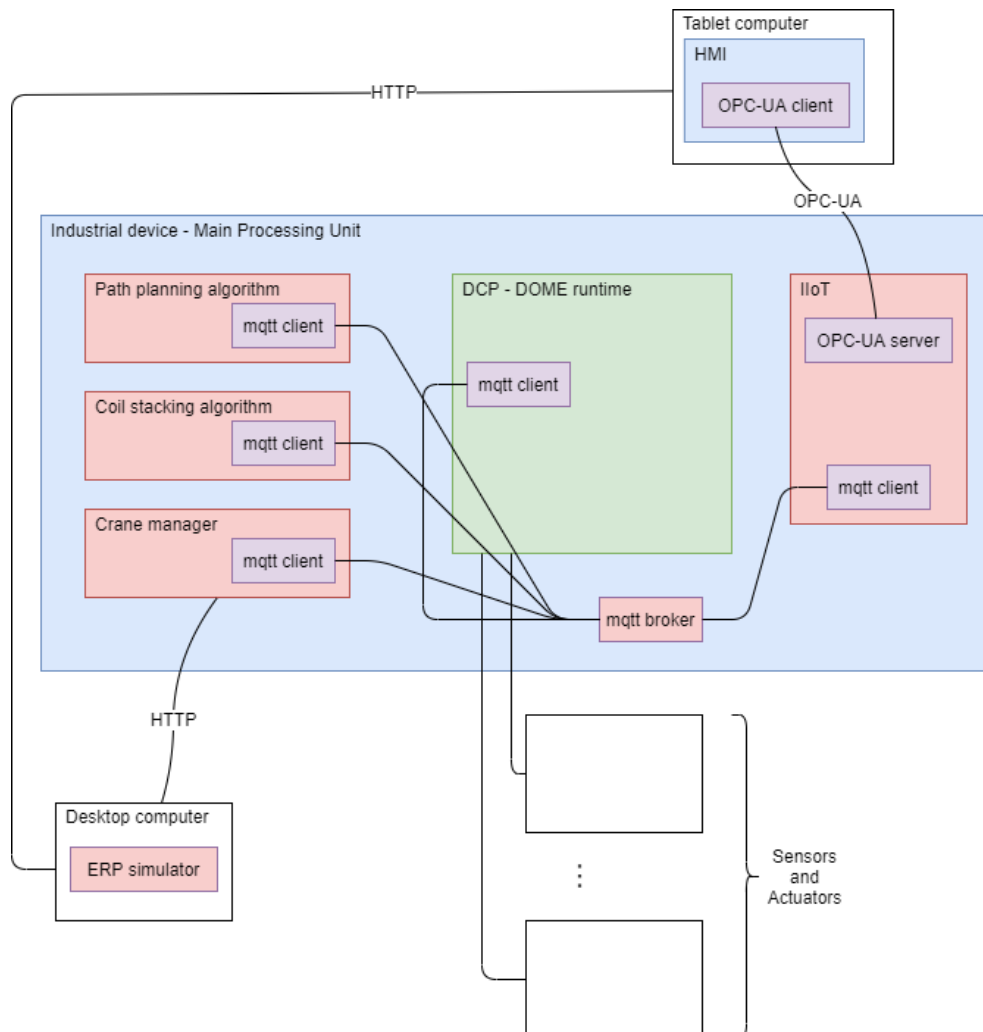 Tablet computer
HMI
OPC-UA client
HTTP
OPC-UA
Industrial device - Main Processing Unit
Path planning algorithm
mqtt client
DCP - DOME runtime
mqtt client
IIoT
OPC-UA server
Coil stacking algorithm
mqtt client
mqtt client
Crane manager
mqtt client
mqtt broker
HTTP
Desktop computer
ERP simulator
Sensors
and
Actuators